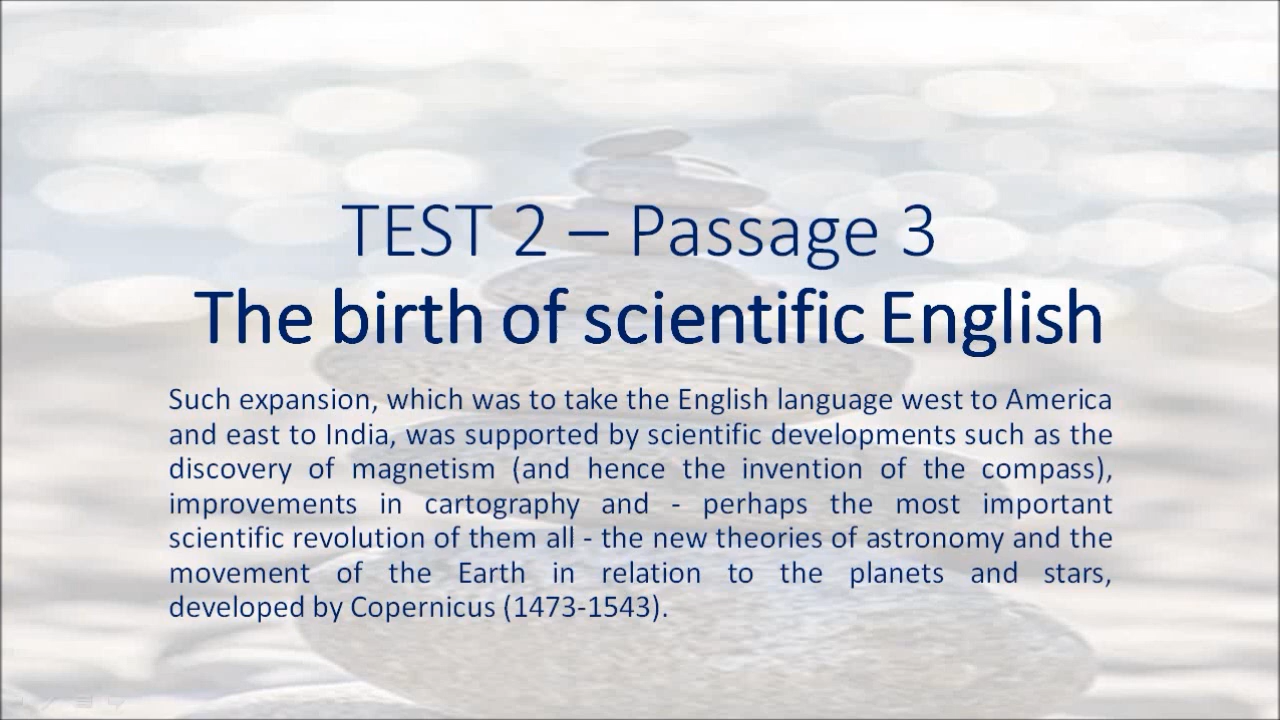 TEST 2 – Passage 3
The birth of scientific English
Such expansion, which was to take the English language west to America
and east to India, was supported by scientific developments such as the
discovery of magnetism (and hence the invention of the compass),
improvements in cartography and - perhaps the most important
scientific revolution of them all - the new theories of astronomy and the
movement of the Earth in relation to the planets and stars,
developed by Copernicus (1473-1543).